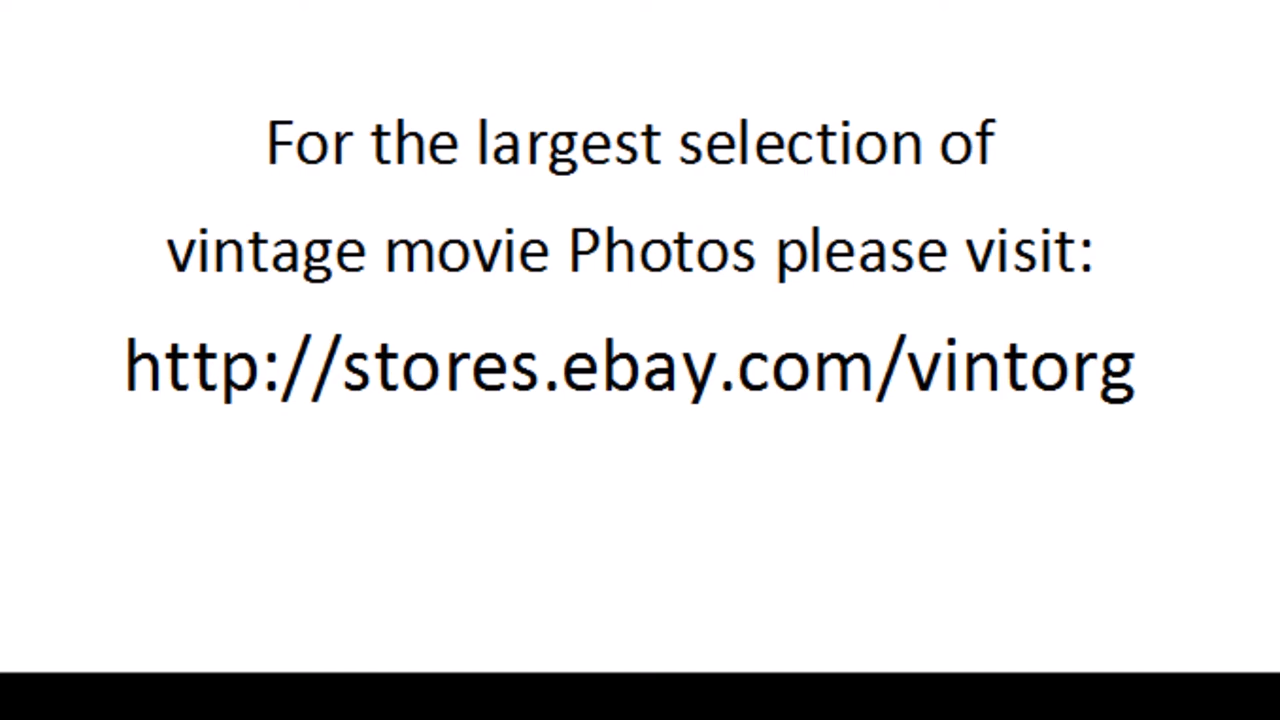 For the largest selection of
vintage movie Photos please visit:
http://stores.ebay.com/vintorg